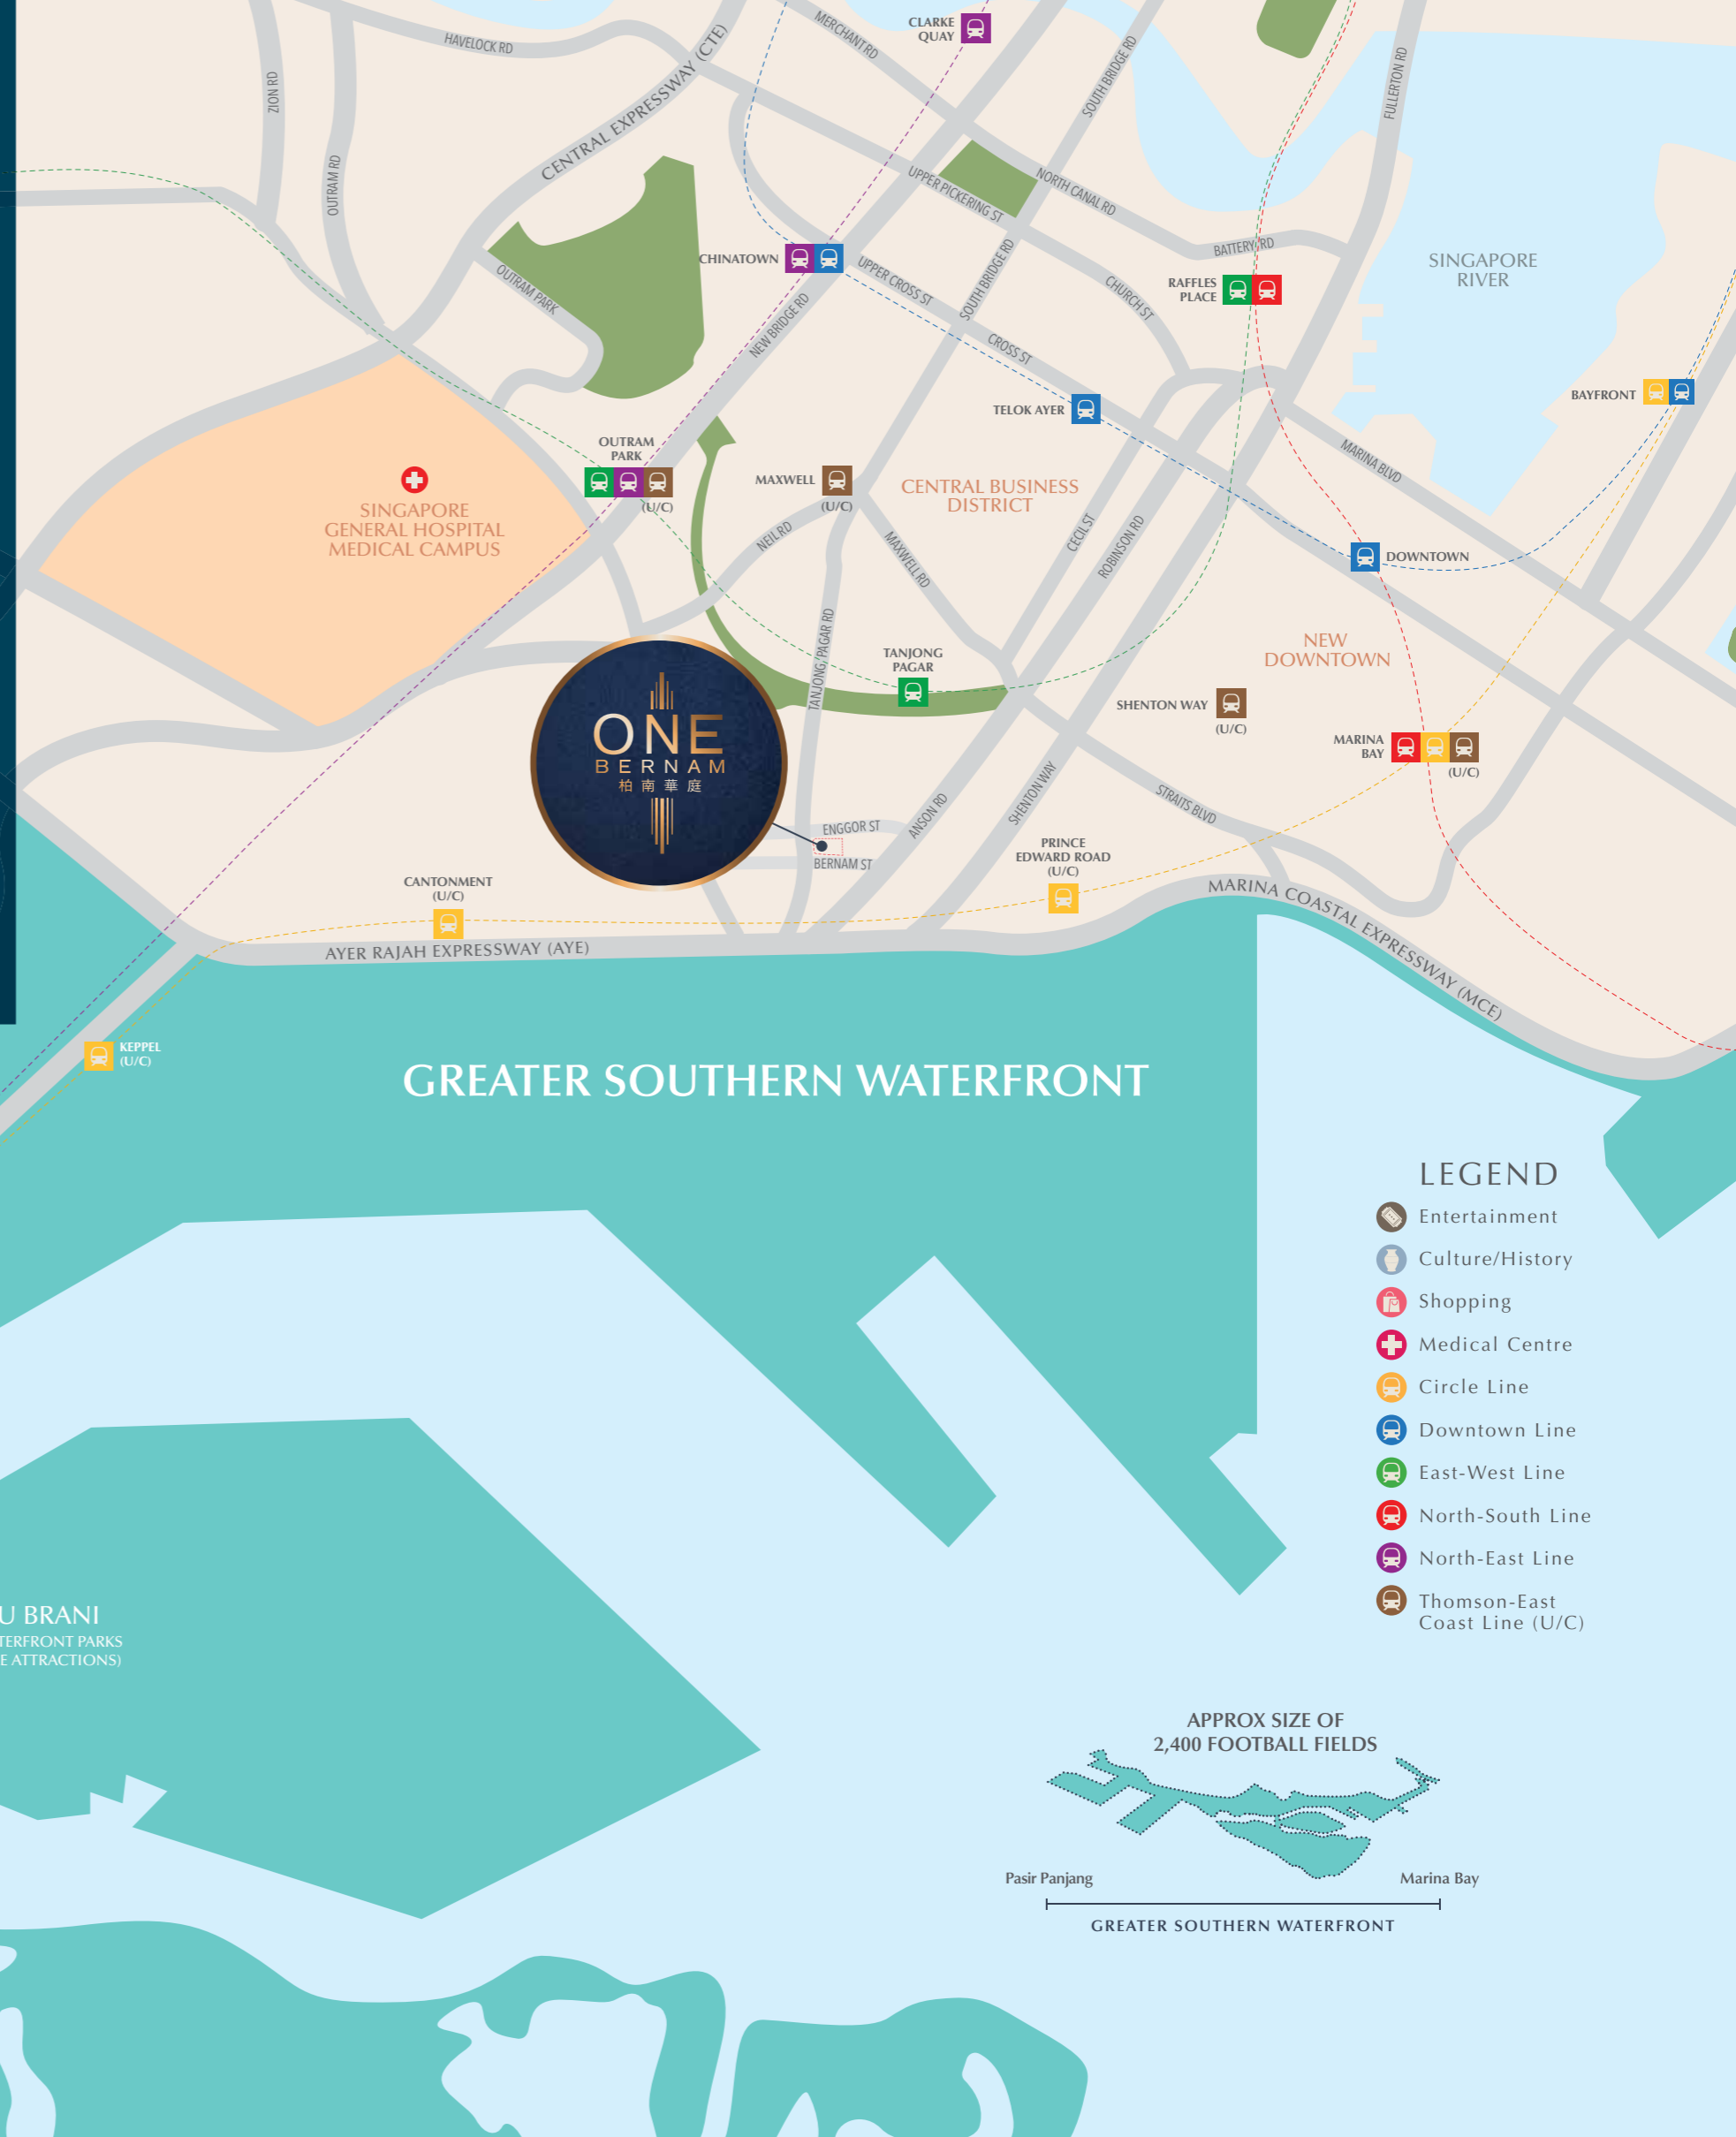 CLARKE
QUAY
MERCHANT RD
HAVELOCK RD
CENTRAL EXPRESSWAY (CTE)
SOUTH BRIDGE RD
FULLERTON RD
ZION RD
OUTRAM RD
UPPER PICKERING ST
NORTH CANAL RD
BATTERY RD
SINGAPORE
RIVER
CHINATOWN
OUTRAM PARK
UPPER CROSS ST
SOUTH BRIDGE RD
CHURCH ST
RAFFLES
PLACE
NEW BRIDGE RD
CROSS ST
BAYFRONT
TELOK AYER
OUTRAM
PARK
(U/C)
MAXWELL
(U/C)
CENTRAL BUSINESS
DISTRICT
MARINA BLVD
SINGAPORE
GENERAL HOSPITAL
MEDICAL CAMPUS
NEIL RD
MAXWELL RD
CECIL ST
ROBINSON RD
DOWNTOWN
TANJONG PAGAR RD
TANJONG
PAGAR
NEW
DOWNTOWN
SHENTON WAY
(U/C)
MARINA
BAY
(U/C)
ONE
BERNAM
柏南華庭
ENGGOR ST
BERNAM ST
ANSON RD
SHENTON WAY
STRAITS BLVD
PRINCE
EDWARD ROAD
(U/C)
CANTONMENT
(U/C)
AYER RAJAH EXPRESSWAY (AYE)
MARINA COASTAL EXPRESSWAY (MCE)
KEPPEL
(U/C)
GREATER SOUTHERN WATERFRONT
LEGEND
Entertainment
Culture/History
Shopping
Medical Centre
Circle Line
Downtown Line
East-West Line
North-South Line
North-East Line
Thomson-East
Coast Line (U/C)
U BRANI
TERFRONT PARKS
E ATTRACTIONS)
APPROX SIZE OF
2,400 FOOTBALL FIELDS
Pasir Panjang
Marina Bay
GREATER SOUTHERN WATERFRONT